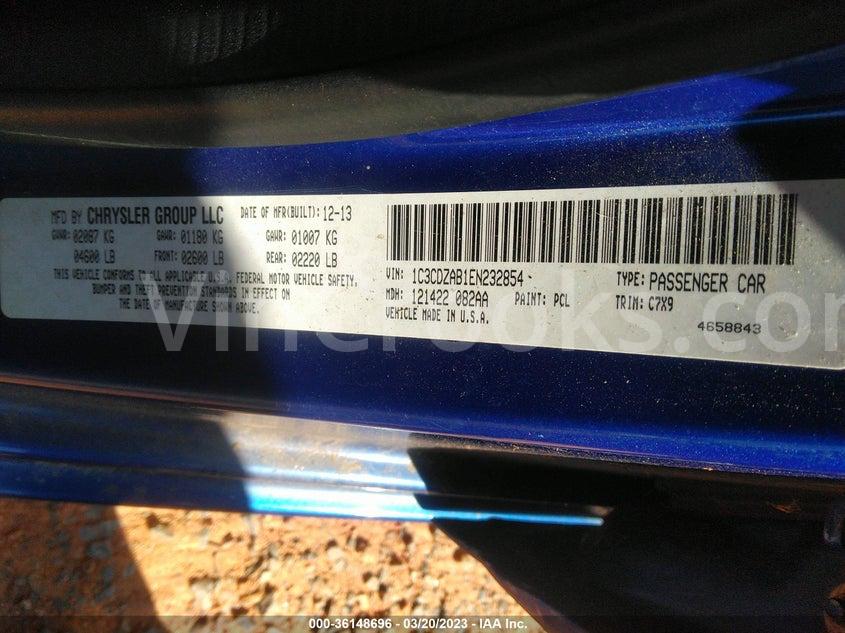 MFD BY CHRYSLER GROUP LLC DATE OF MFR(BUILT): 12-13
GVWR: 02087 KG GAWR: 01180 KG GAWR: 01007 KG
04600 LB FRONT: 02600 LB REAR: 02220 LB
THIS VEHICLE CONFORMS TO ALL APPLICABLE U.S.A. FEDERAL MOTOR VEHICLE SAFETY,
BUMPER AND THEFT PREVENTION STANDARDS IN EFFECT ON
THE DATE OF MANUFACTURE SHOWN ABOVE.
VIN: 1C3CDZAB1EN232854 TYPE: PASSENGER CAR
MDH: 121422 082AA PAINT: PCL TRIM: C7X9
VEHICLE MADE IN U.S.A. 4658843
000-36148696 - 03/20/2023 - IAA Inc.